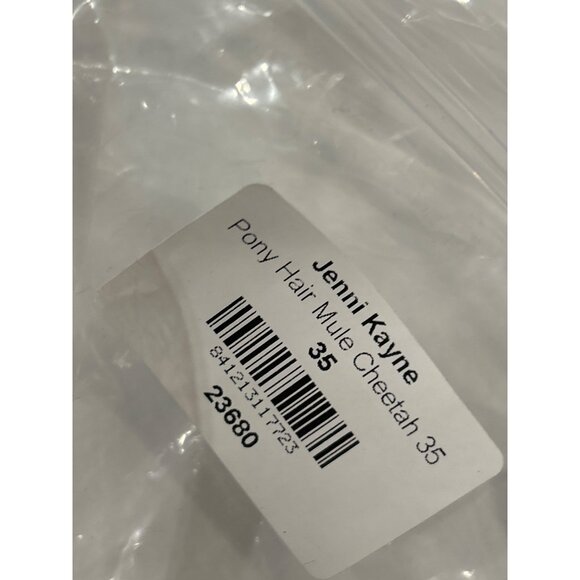 Jenni Kayne
Pony Hair Mule Cheetah 35
35
841213117723
23680